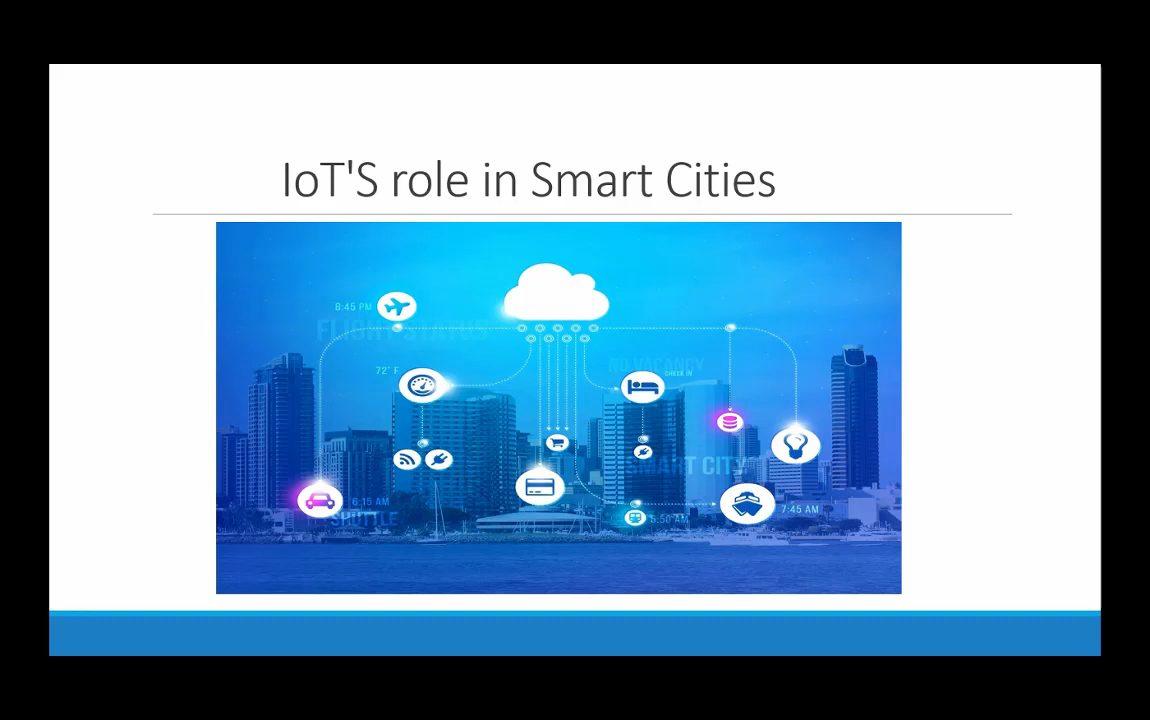 IoT'S role in Smart Cities
8:45 PM
FLIGHT STATUS
72° F
NO VACANCY
CHECK IN
SMART CITY
6:15 AM
SHUTTLE
5:50 AM
7:45 AM